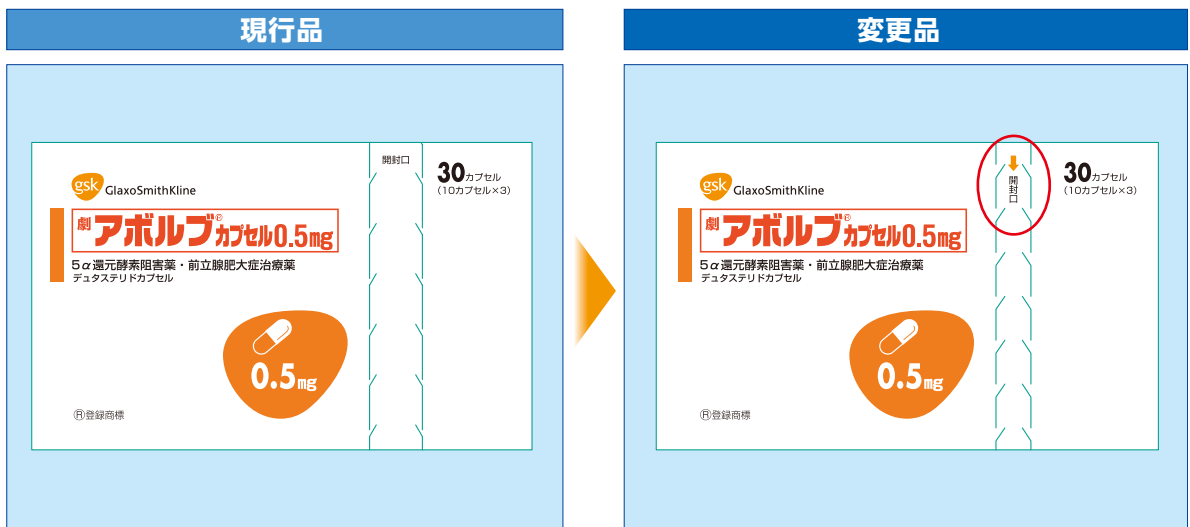 現行品
開封口
30カプセル
(10カプセル×3)
gsk GlaxoSmithKline
劇 アボルブ®カプセル0.5mg
5α還元酵素阻害薬・前立腺肥大症治療薬
デュタステリドカプセル
0.5mg
Ⓡ登録商標
変更品
開封口
30カプセル
(10カプセル×3)
gsk GlaxoSmithKline
劇 アボルブ®カプセル0.5mg
5α還元酵素阻害薬・前立腺肥大症治療薬
デュタステリドカプセル
0.5mg
Ⓡ登録商標